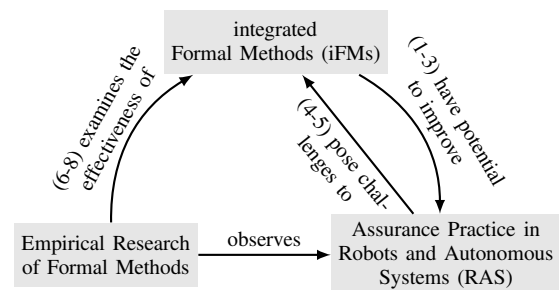 integrated
Formal Methods (iFMs)
(6-8) examines the
effectiveness of
(1-3) have potential
to improve
(4-5) pose chal-
lenges to
Empirical Research
of Formal Methods
observes
Assurance Practice in
Robots and Autonomous
Systems (RAS)